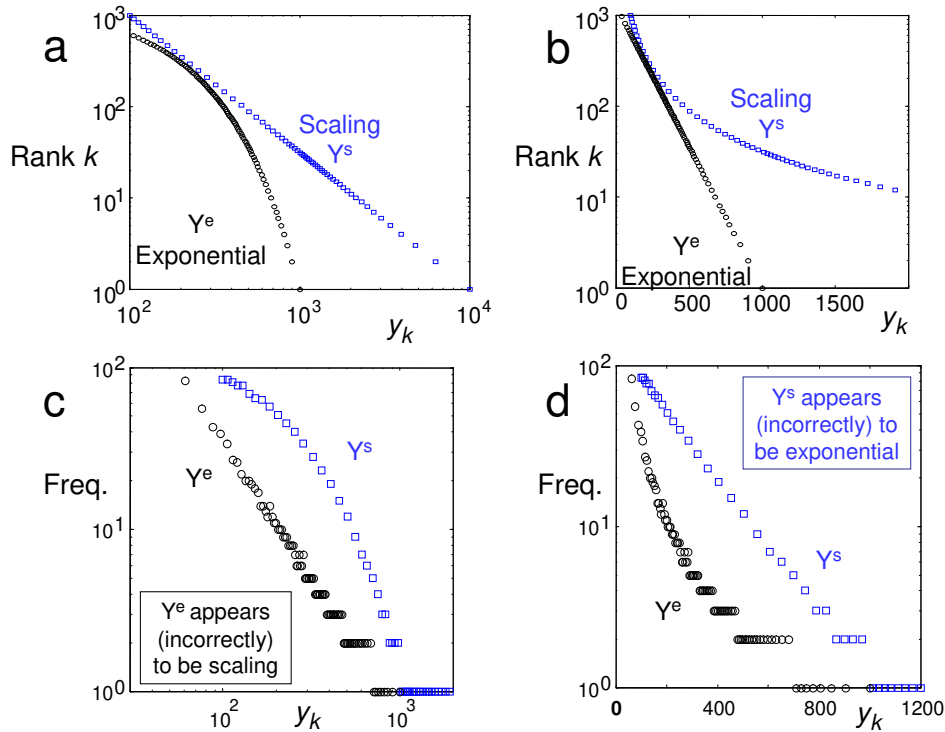 a
10³
10²
Rank k
10¹
10⁰
Scaling
Yˢ
Yᵉ
Exponential
10²
10³
10⁴
yₖ
b
10³
10²
Rank k
10¹
10⁰
Scaling
Yˢ
Yᵉ
Exponential
0
500
1000
1500
yₖ
c
10²
Freq.
10¹
10⁰
Yᵉ
Yˢ
Yᵉ appears
(incorrectly)
to be scaling
10²
10³
yₖ
d
10²
Freq.
10¹
10⁰
Yˢ appears
(incorrectly) to
be exponential
Yˢ
Yᵉ
0
400
800
1200
yₖ